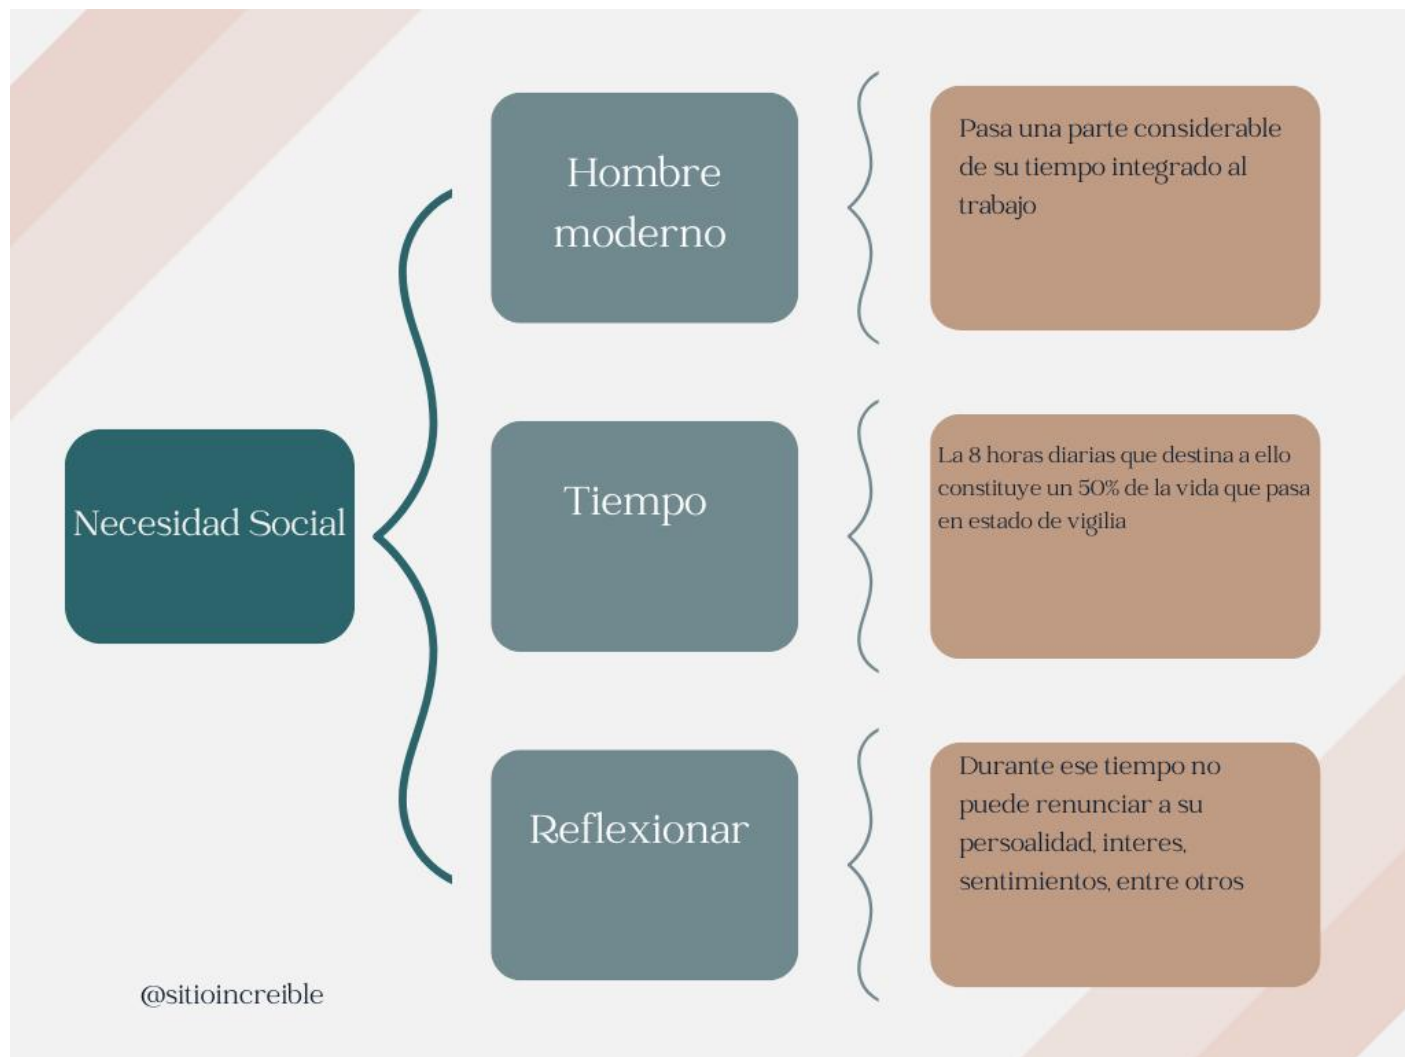 Necesidad Social
Hombre
moderno
Pasa una parte considerable
de su tiempo integrado al
trabajo
Tiempo
La 8 horas diarias que destina a ello
constituye un 50% de la vida que pasa
en estado de vigilia
Reflexionar
Durante ese tiempo no
puede renunciar a su
persoalidad, interes,
sentimientos, entre otros
@sitioincreible